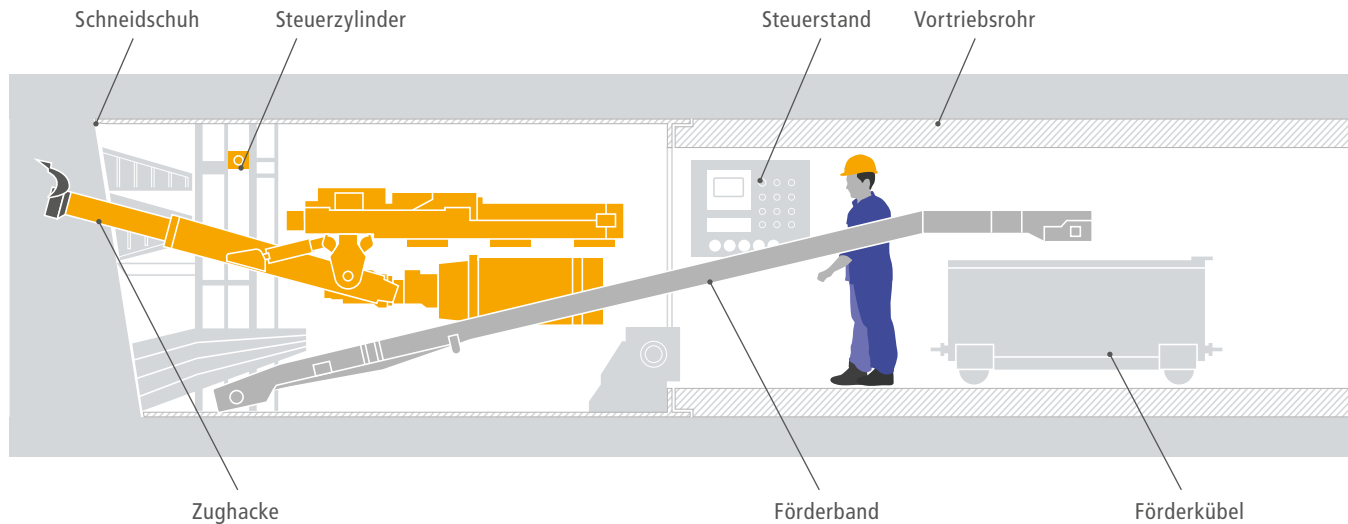 Schneidschuh
Steuerzylinder
Steuerstand
Vortriebsrohr
Zughacke
Förderband
Förderkübel